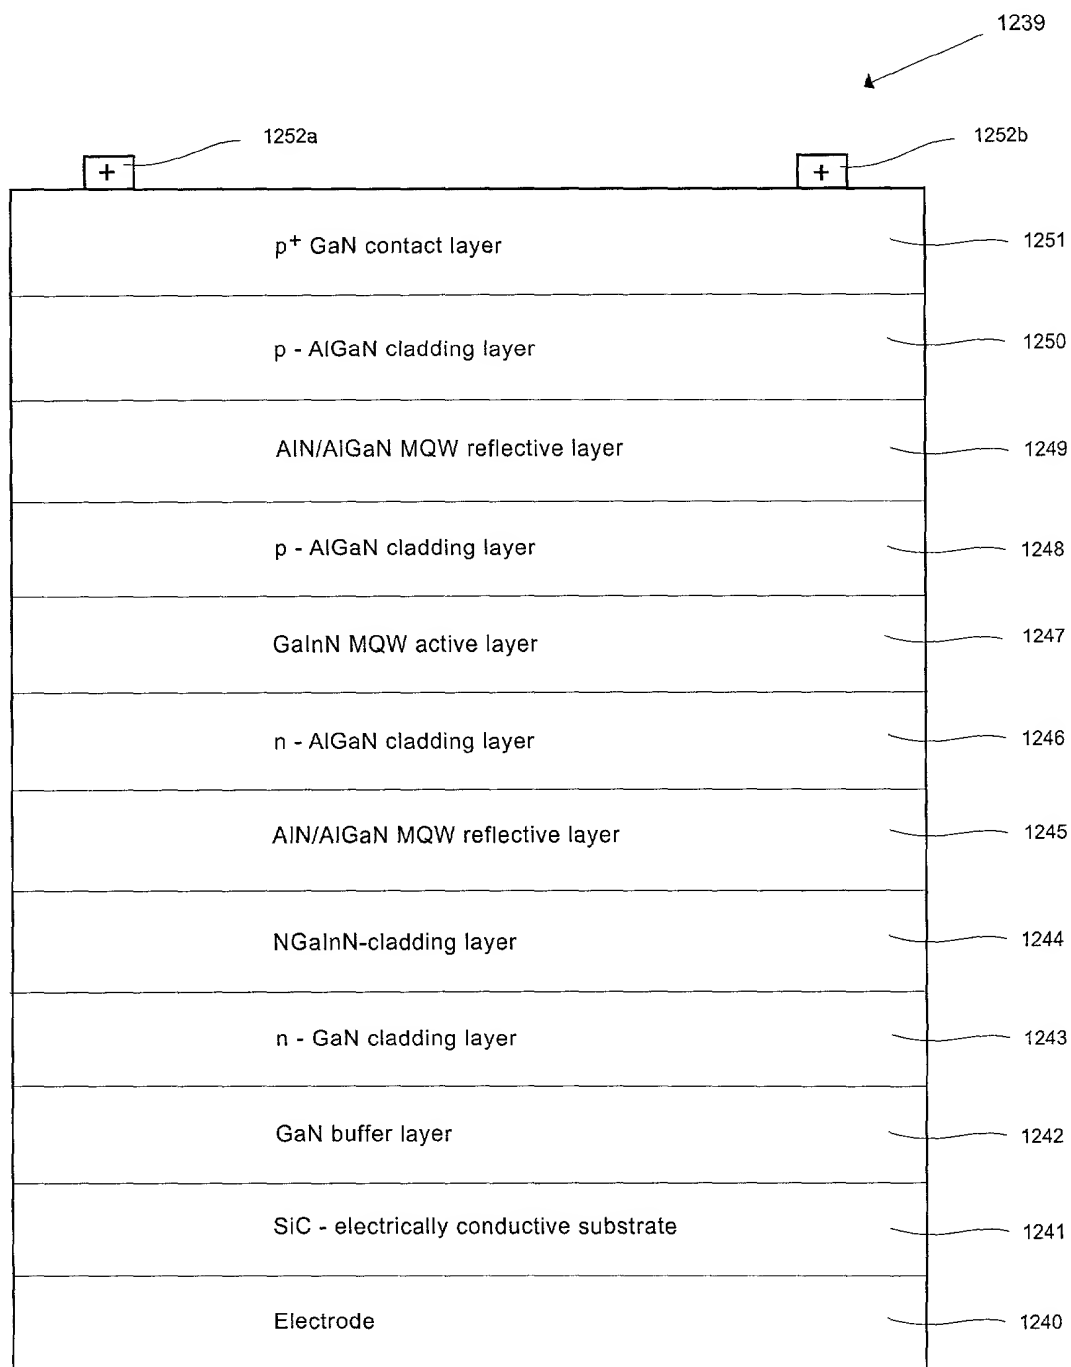 1239
1252a
1252b
+
+
p+ GaN contact layer
1251
p - AlGaN cladding layer
1250
AlN/AlGaN MQW reflective layer
1249
p - AlGaN cladding layer
1248
GaInN MQW active layer
1247
n - AlGaN cladding layer
1246
AlN/AlGaN MQW reflective layer
1245
NGaInN-cladding layer
1244
n - GaN cladding layer
1243
GaN buffer layer
1242
SiC - electrically conductive substrate
1241
Electrode
1240